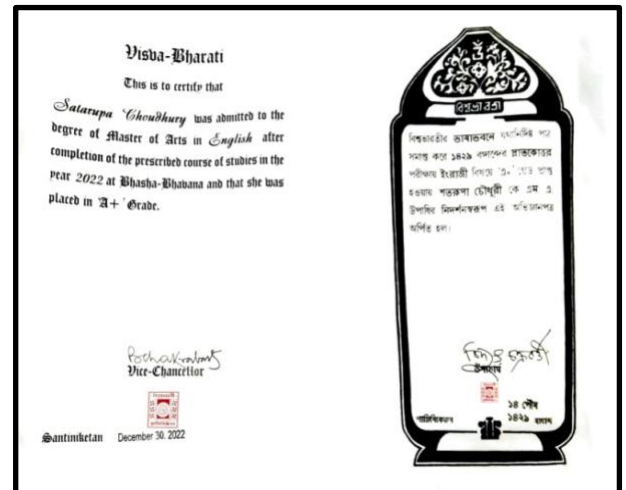 Visva-Bharati
This is to certify that
Satarupa Choudhury was admitted to the
degree of Master of Arts in English after
completion of the prescribed course of studies in the
year 2022 at Bhasha-Bhavana and that she was
placed in 'A+' Grade.
Vice-Chancellor
Santiniketan December 30, 2022
বিশ্বভারতী
বিশ্বভারতীর ভাষাভবনে যথানির্দিষ্ট পাঠ
সমাপ্ত করে ১৪২৯ বঙ্গাব্দের স্নাতকোত্তর
পরীক্ষায় ইংরাজী বিষয়ে 'এ+' গ্রেড প্রাপ্ত
হওয়ায় শতরূপা চৌধুরী কে এম এ
উপাধির নিদর্শনস্বরূপ এই অভিজ্ঞানপত্র
অর্পিত হল।
উপাচার্য
১৪ পৌষ
শান্তিনিকেতন ১৪২৯ বঙ্গাব্দ